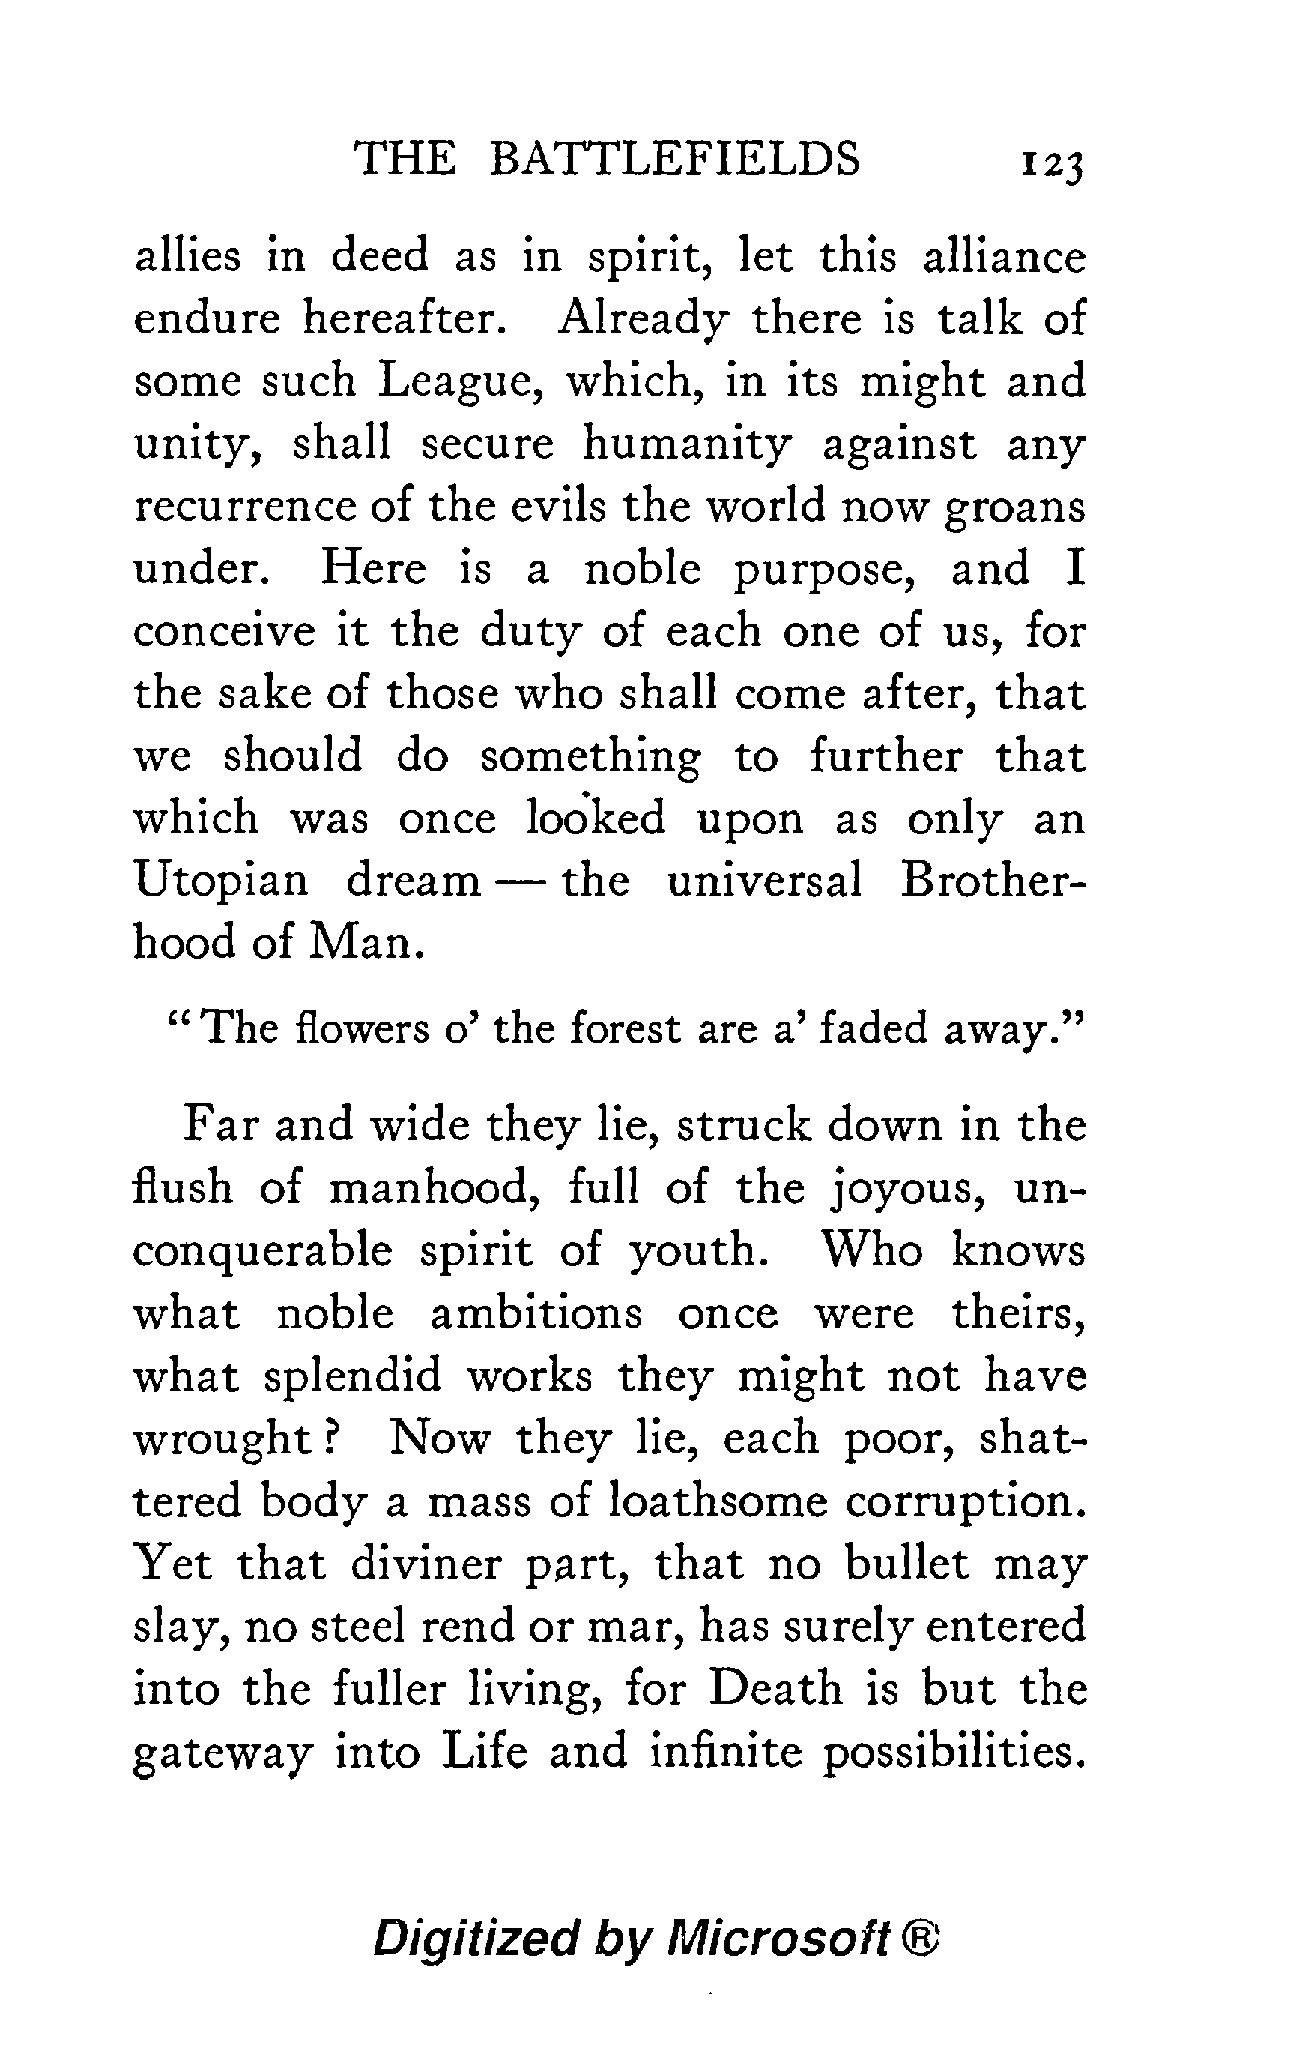 THE BATTLEFIELDS 123
allies in deed as in spirit, let this alliance
endure hereafter. Already there is talk of
some such League, which, in its might and
unity, shall secure humanity against any
recurrence of the evils the world now groans
under. Here is a noble purpose, and I
conceive it the duty of each one of us, for
the sake of those who shall come after, that
we should do something to further that
which was once looked upon as only an
Utopian dream — the universal Brother-
hood of Man.
“The flowers o’ the forest are a’ faded away.”
Far and wide they lie, struck down in the
flush of manhood, full of the joyous, un-
conquerable spirit of youth. Who knows
what noble ambitions once were theirs,
what splendid works they might not have
wrought? Now they lie, each poor, shat-
tered body a mass of loathsome corruption.
Yet that diviner part, that no bullet may
slay, no steel rend or mar, has surely entered
into the fuller living, for Death is but the
gateway into Life and infinite possibilities.
Digitized by Microsoft ®